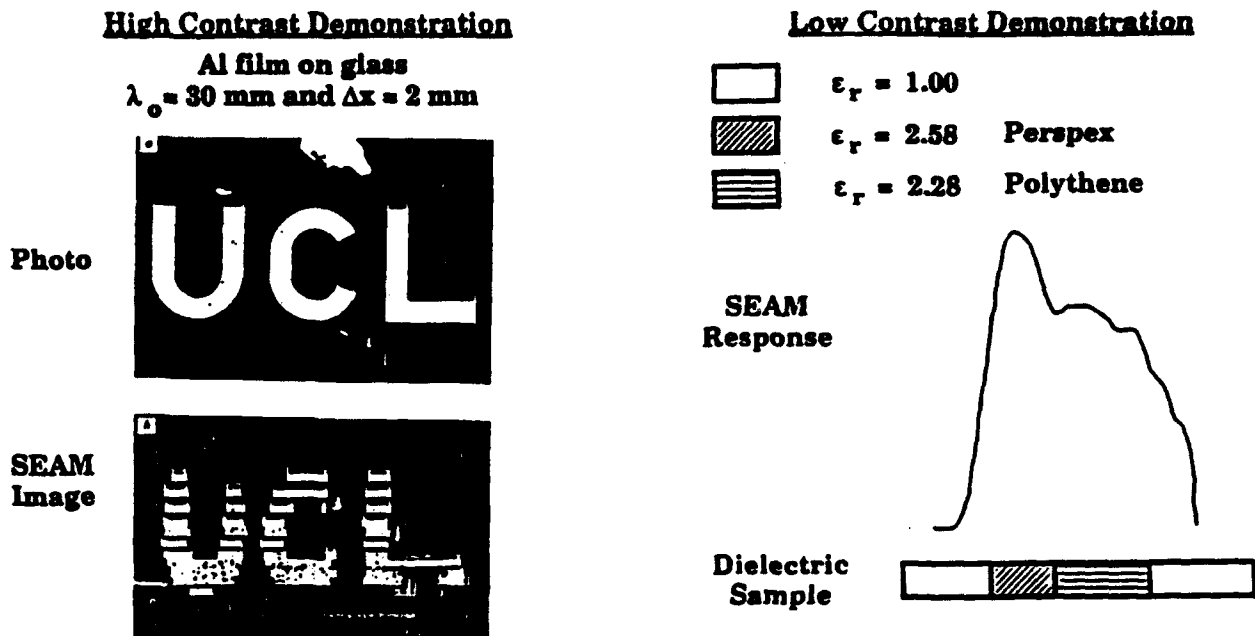 High Contrast Demonstration
Al film on glass
λo = 30 mm and Δx = 2 mm
Photo
UCL
SEAM
Image
UCL
Low Contrast Demonstration
εr = 1.00
εr = 2.58 Perspex
εr = 2.28 Polythene
SEAM
Response
Dielectric
Sample